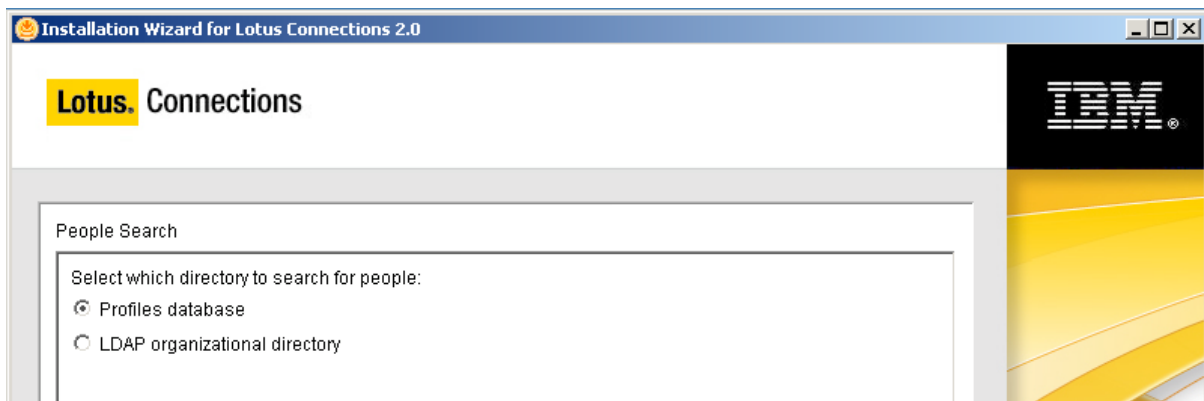 Installation Wizard for Lotus Connections 2.0
Lotus. Connections
IBM®
People Search
Select which directory to search for people:
Profiles database
LDAP organizational directory